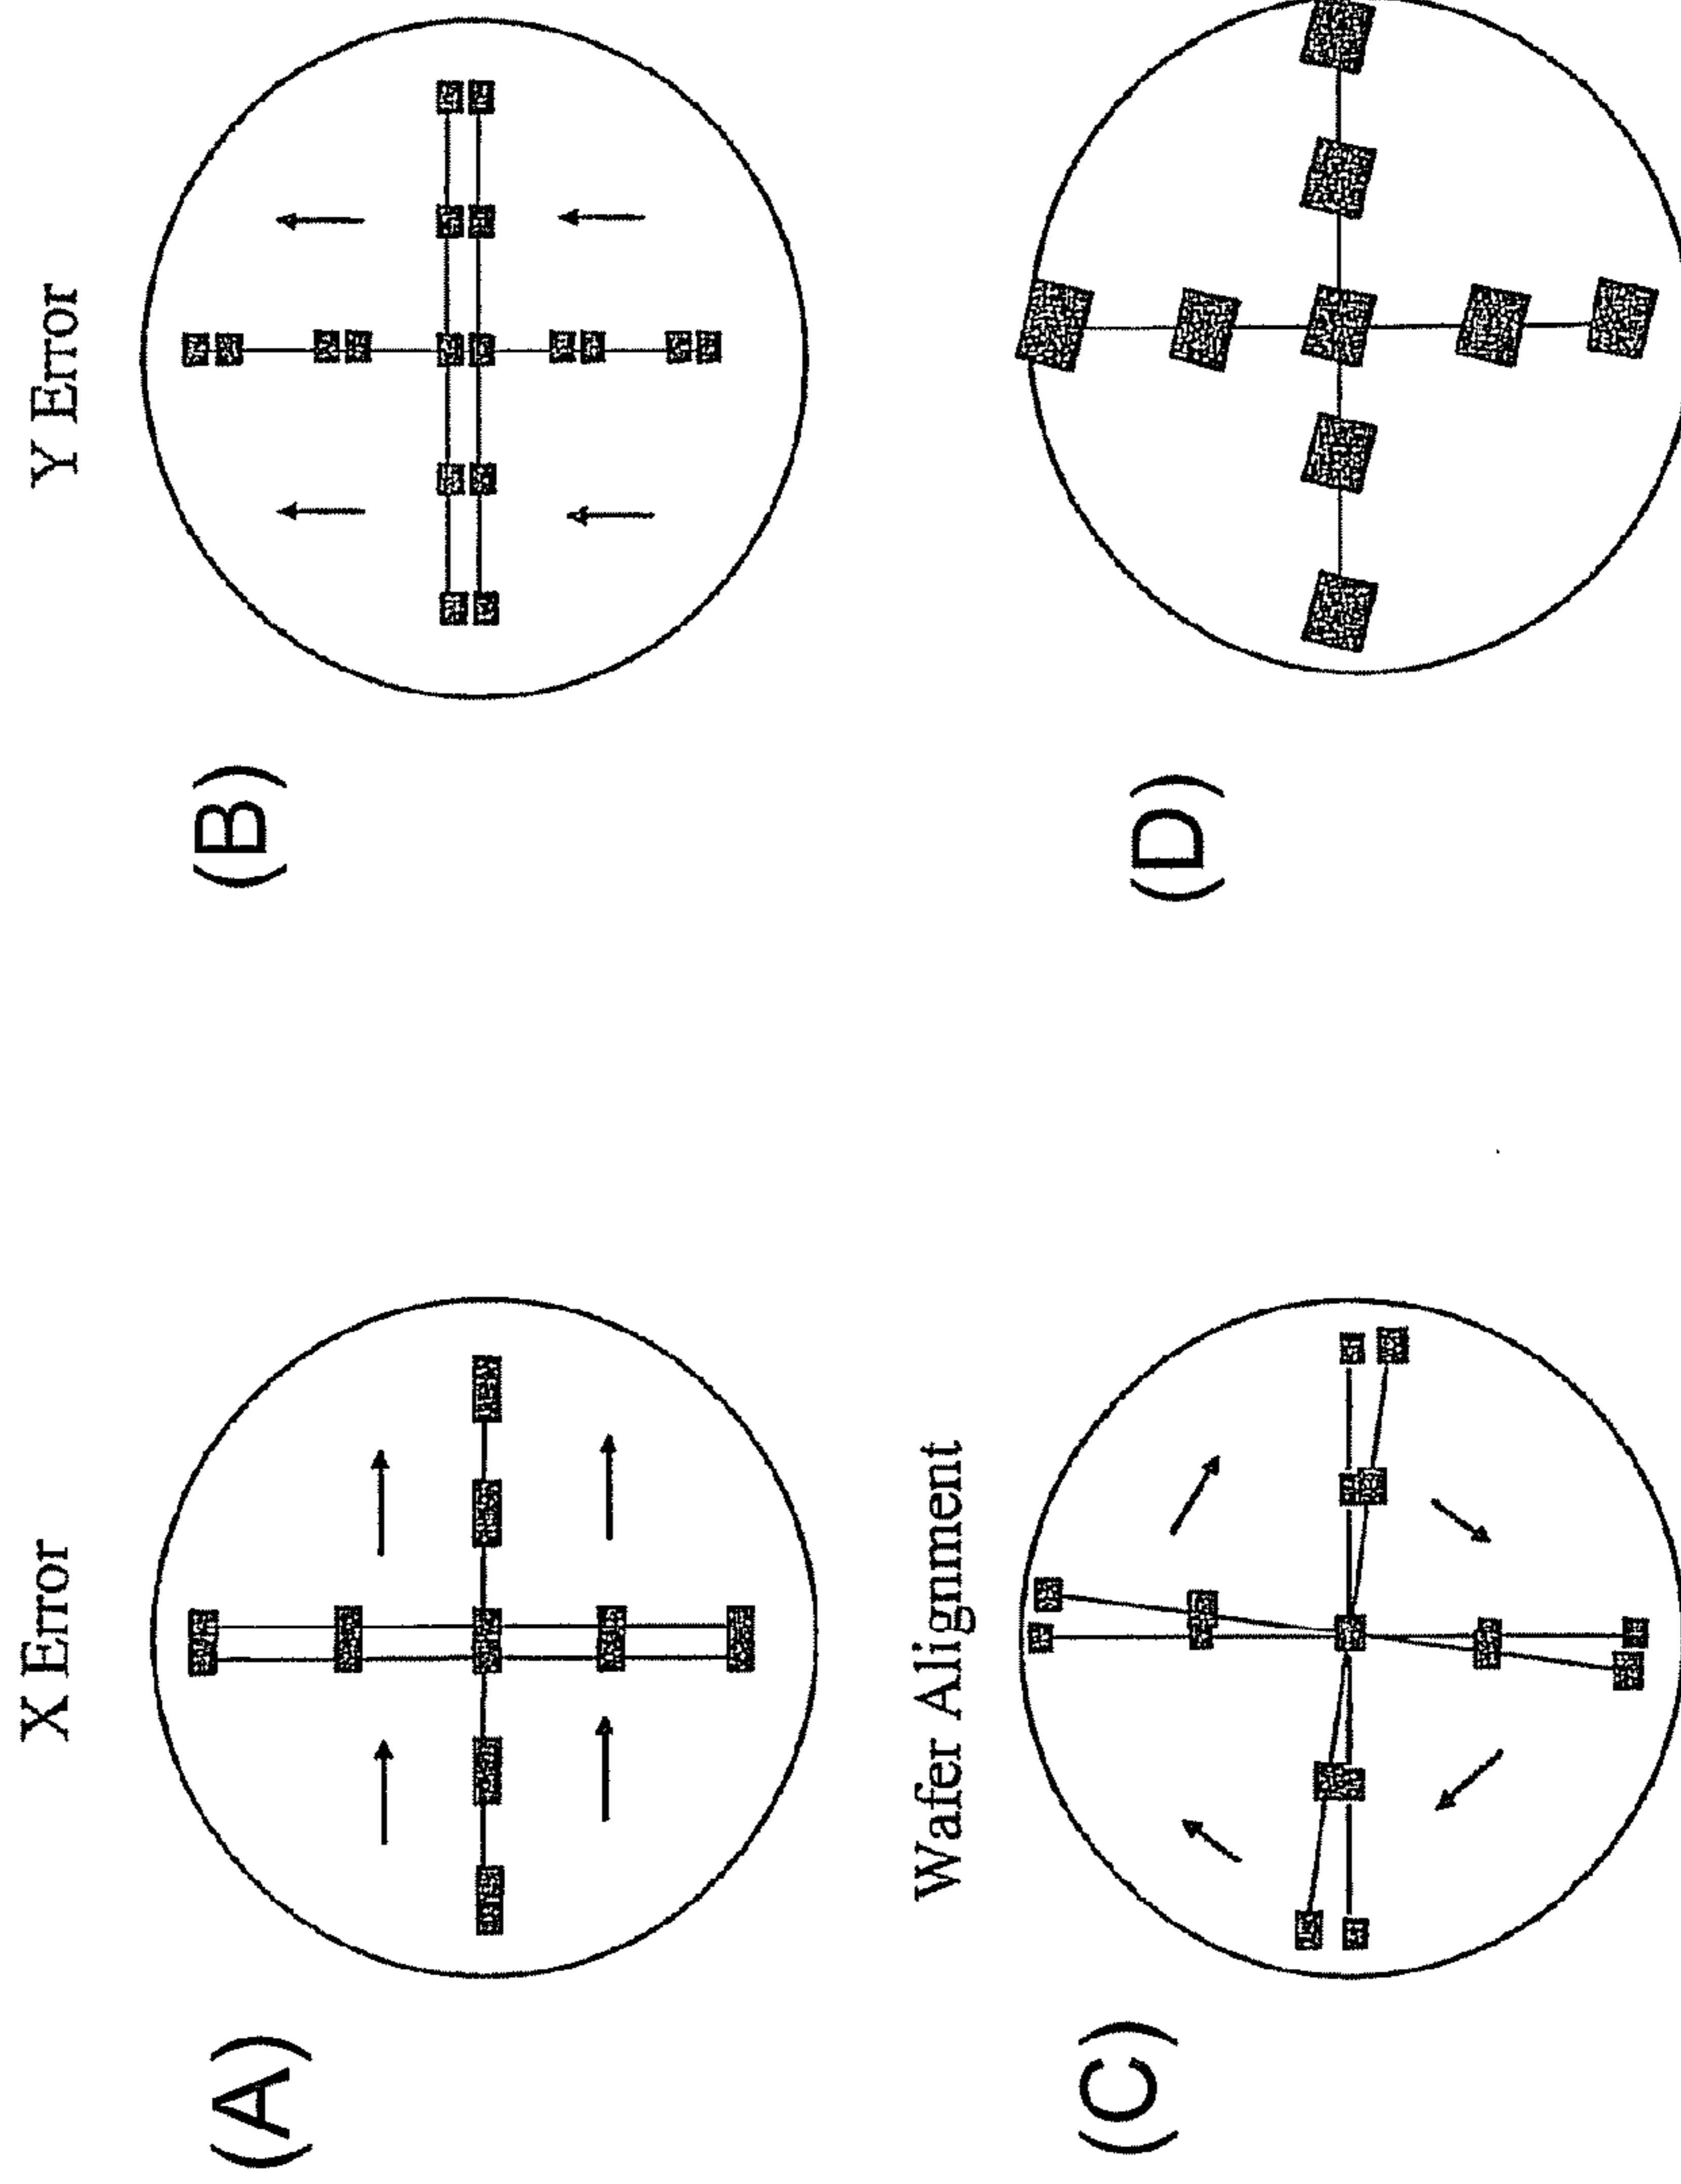 X Error
(A)
Y Error
(B)
Wafer Alignment
(C)
(D)